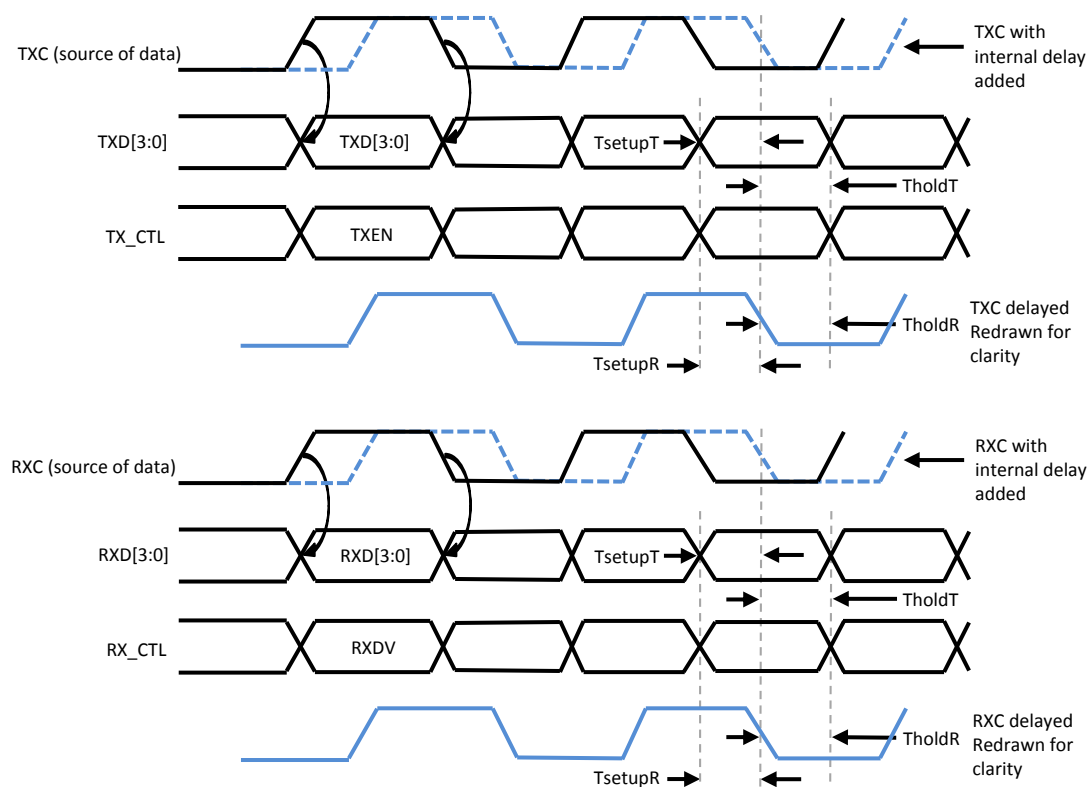 TXC (source of data)
TXC with
internal delay
added
TXD[3:0]
TXD[3:0]
TsetupT
TholdT
TX_CTL
TXEN
TXC delayed
Redrawn for
clarity
TholdR
TsetupR
RXC (source of data)
RXC with
internal delay
added
RXD[3:0]
RXD[3:0]
TsetupT
TholdT
RX_CTL
RXDV
RXC delayed
Redrawn for
clarity
TholdR
TsetupR